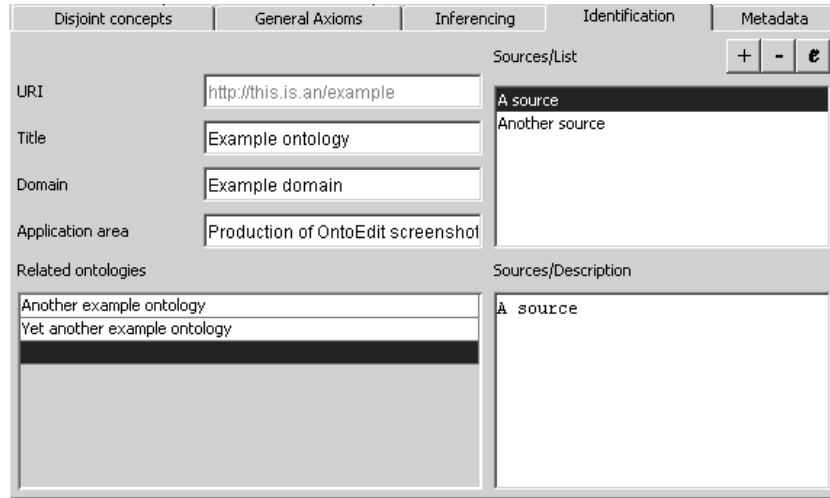 Disjoint concepts
General Axioms
Inferencing
Identification
Metadata
Sources/List
+ - e
URI
http://this.is.an/example
A source
Another source
Title
Example ontology
Domain
Example domain
Application area
Production of OntoEdit screenshot
Related ontologies
Another example ontology
Yet another example ontology
Sources/Description
A source